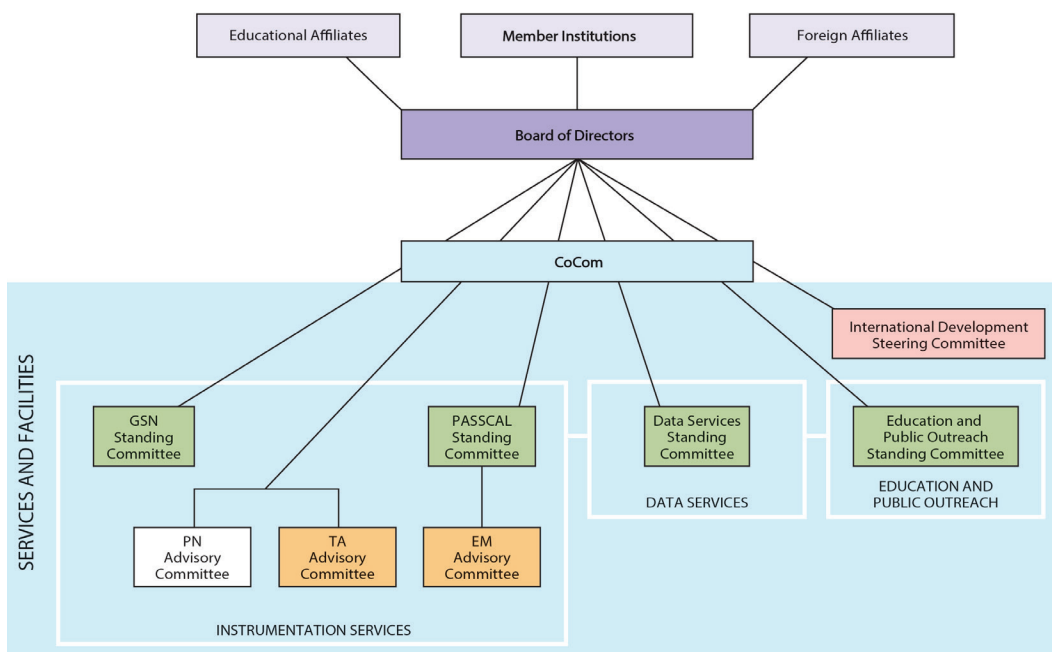 Educational Affiliates
Member Institutions
Foreign Affiliates
Board of Directors
CoCom
International Development
Steering Committee
SERVICES AND FACILITIES
GSN
Standing
Committee
PASSCAL
Standing
Committee
Data Services
Standing
Committee
Education and
Public Outreach
Standing Committee
DATA SERVICES
EDUCATION AND
PUBLIC OUTREACH
PN
Advisory
Committee
TA
Advisory
Committee
EM
Advisory
Committee
INSTRUMENTATION SERVICES